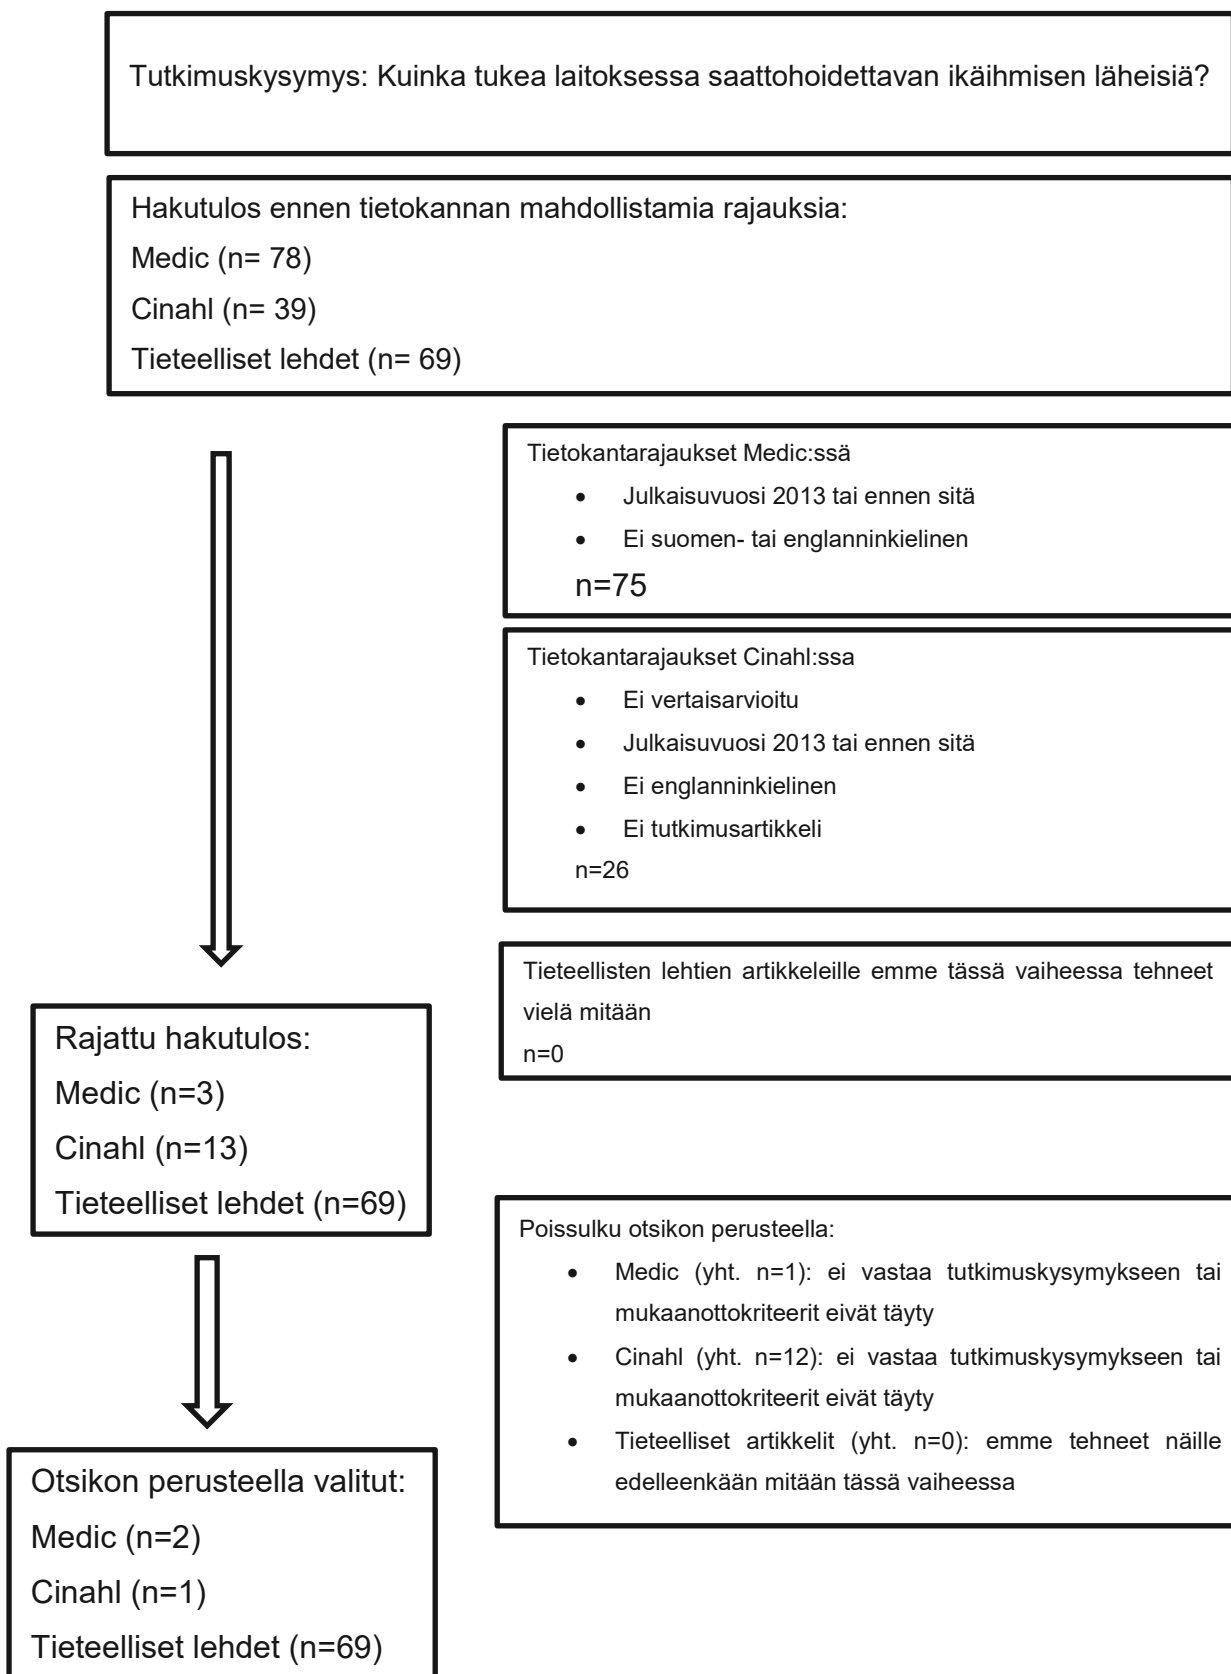 Tutkimuskysymys: Kuinka tukea laitoksessa saattohoidettavan ikäihmisen läheisiä?
Hakutulos ennen tietokannan mahdollistamia rajauksia:
Medic (n= 78)
Cinahl (n= 39)
Tieteelliset lehdet (n= 69)
Tietokantarajaukset Medic:ssä
• Julkaisuvuosi 2013 tai ennen sitä
• Ei suomen- tai englanninkielinen
n=75
Tietokantarajaukset Cinahl:ssa
• Ei vertaisarvioitu
• Julkaisuvuosi 2013 tai ennen sitä
• Ei englanninkielinen
• Ei tutkimusartikkeli
n=26
Tieteellisten lehtien artikkeleille emme tässä vaiheessa tehneet
vielä mitään
n=0
Rajattu hakutulos:
Medic (n=3)
Cinahl (n=13)
Tieteelliset lehdet (n=69)
Poissulku otsikon perusteella:
• Medic (yht. n=1): ei vastaa tutkimuskysymykseen tai
mukaanottokriteerit eivät täyty
• Cinahl (yht. n=12): ei vastaa tutkimuskysymykseen tai
mukaanottokriteerit eivät täyty
• Tieteelliset artikkelit (yht. n=0): emme tehneet näille
edelleenkään mitään tässä vaiheessa
Otsikon perusteella valitut:
Medic (n=2)
Cinahl (n=1)
Tieteelliset lehdet (n=69)